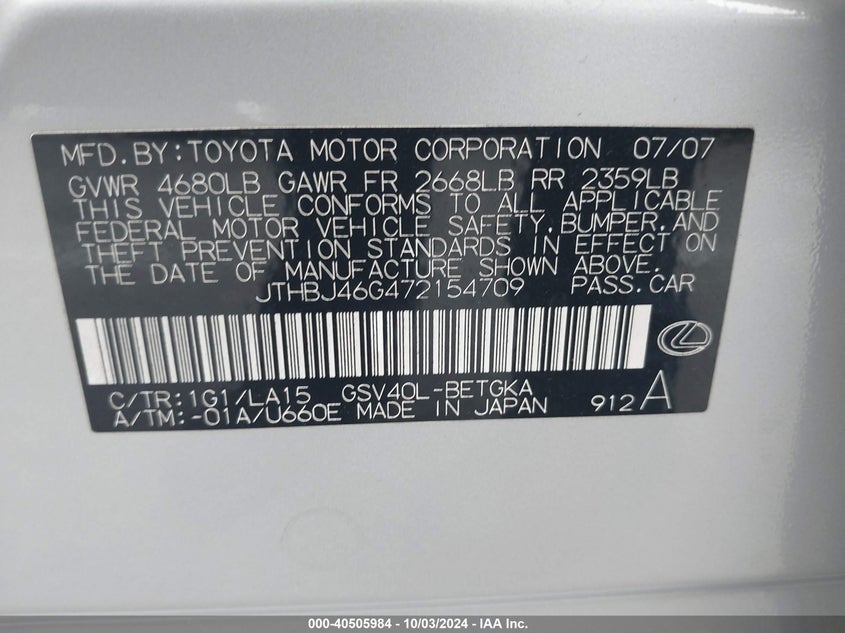 MFD.BY:TOYOTA MOTOR CORPORATION 07/07
GVWR 4680LB GAWR FR 2668LB RR 2359LB
THIS VEHICLE CONFORMS TO ALL APPLICABLE
FEDERAL MOTOR VEHICLE SAFETY,BUMPER,AND
THEFT PREVENTION STANDARDS IN EFFECT ON
THE DATE OF MANUFACTURE SHOWN ABOVE.
JTHBJ46G472154709 PASS.CAR
C/TR:1G1/LA15 GSV40L-BETGKA
A/TM:-01A/U660E MADE IN JAPAN 912A
000-40505984 - 10/03/2024 - IAA Inc.